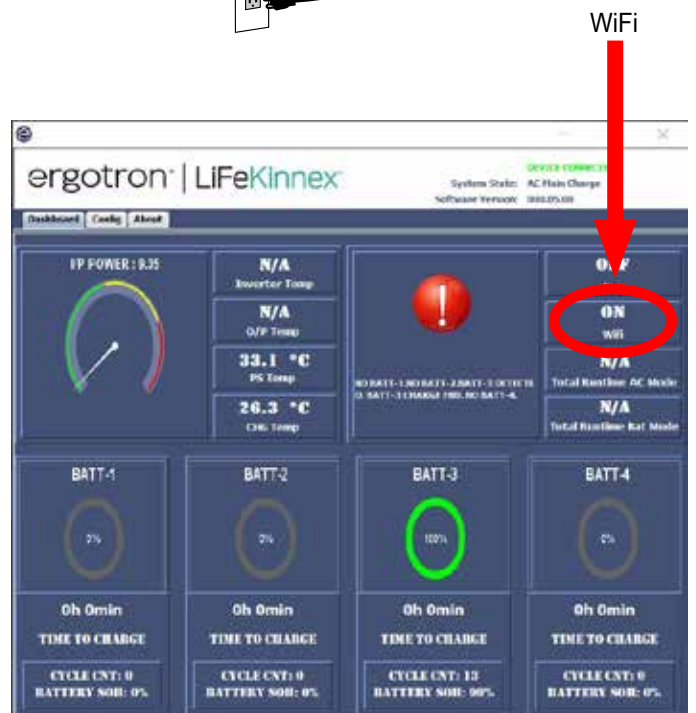 WiFi
ergotron | LiFeKinnex
DEVICE CONNEC
System State: AC Main Charge
Software Version:
Dashboard Config About
I/P POWER : 9.35
N/A
Inverter Temp
N/A
O/P Temp
33.1 °C
PS Temp
26.3 °C
CHG Temp
!
NO BATT-1.NO BATT-2.BATT-3 DETECTE
D. BATT-3 CHARGE END. NO BATT-4.
ON
Wifi
N/A
Total Runtime AC Mode
N/A
Total Runtime Bat Mode
BATT-1
0%
0h 0min
TIME TO CHARGE
CYCLE CNT: 0
BATTERY SOH: 0%
BATT-2
0%
0h 0min
TIME TO CHARGE
CYCLE CNT: 0
BATTERY SOH: 0%
BATT-3
100%
0h 0min
TIME TO CHARGE
CYCLE CNT: 13
BATTERY SOH: 99%
BATT-4
0%
0h 0min
TIME TO CHARGE
CYCLE CNT: 0
BATTERY SOH: 0%